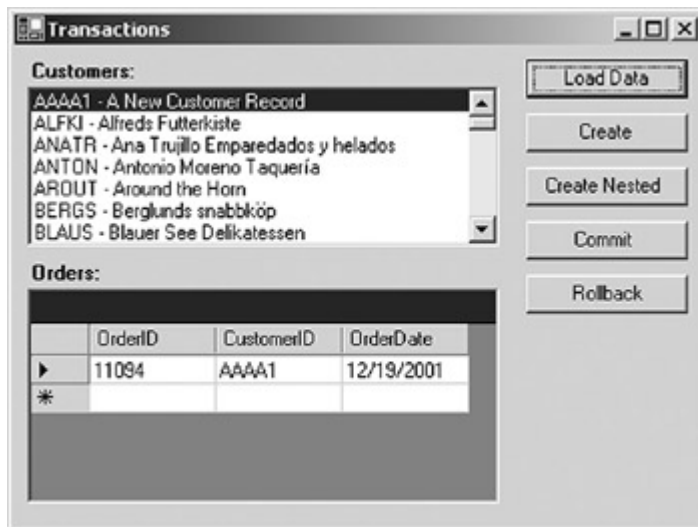 Transactions
Customers:
AAAA1 - A New Customer Record
ALFKI - Alfreds Futterkiste
ANATR - Ana Trujillo Emparedados y helados
ANTON - Antonio Moreno Taquería
AROUT - Around the Horn
BERGS - Berglunds snabbköp
BLAUS - Blauer See Delikatessen
Load Data
Create
Create Nested
Commit
Rollback
Orders:
OrderID CustomerID OrderDate
11094 AAAA1 12/19/2001